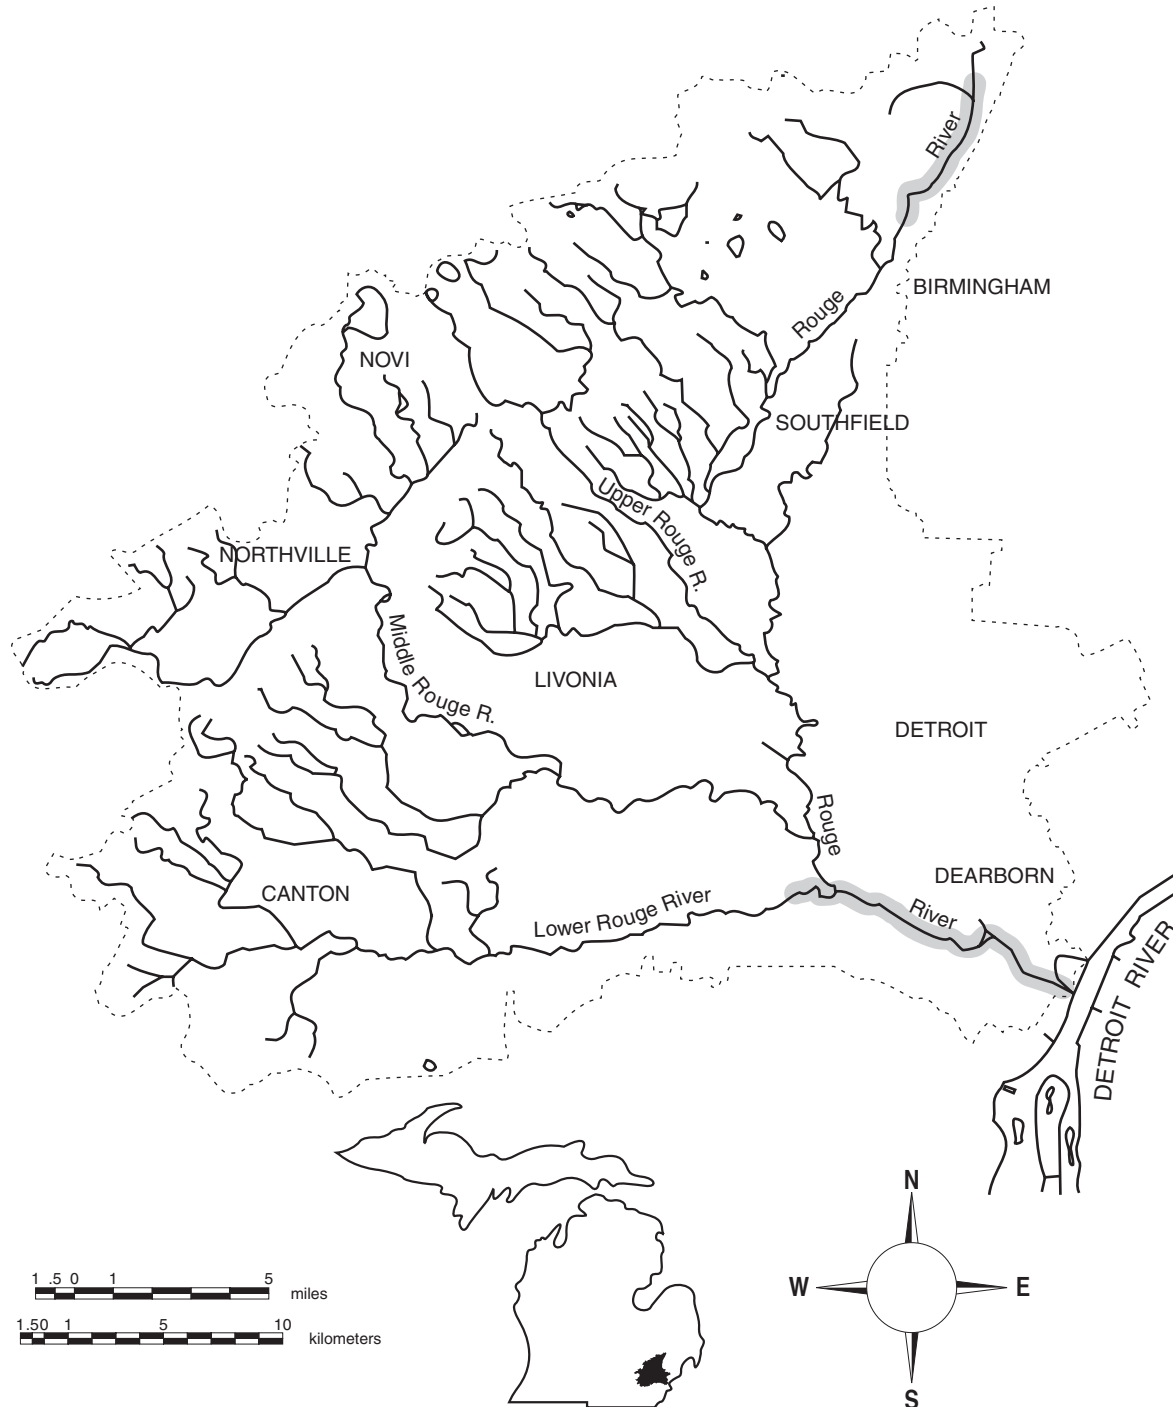 River
BIRMINGHAM
Rouge
NOVI
SOUTHFIELD
Upper Rouge R.
NORTHVILLE
Middle Rouge R.
LIVONIA
DETROIT
Rouge
DEARBORN
CANTON
Lower Rouge River
River
DETROIT RIVER
N
W E
S
1 .5 0 1 5
miles
1 .5 0 1 5 10
kilometers